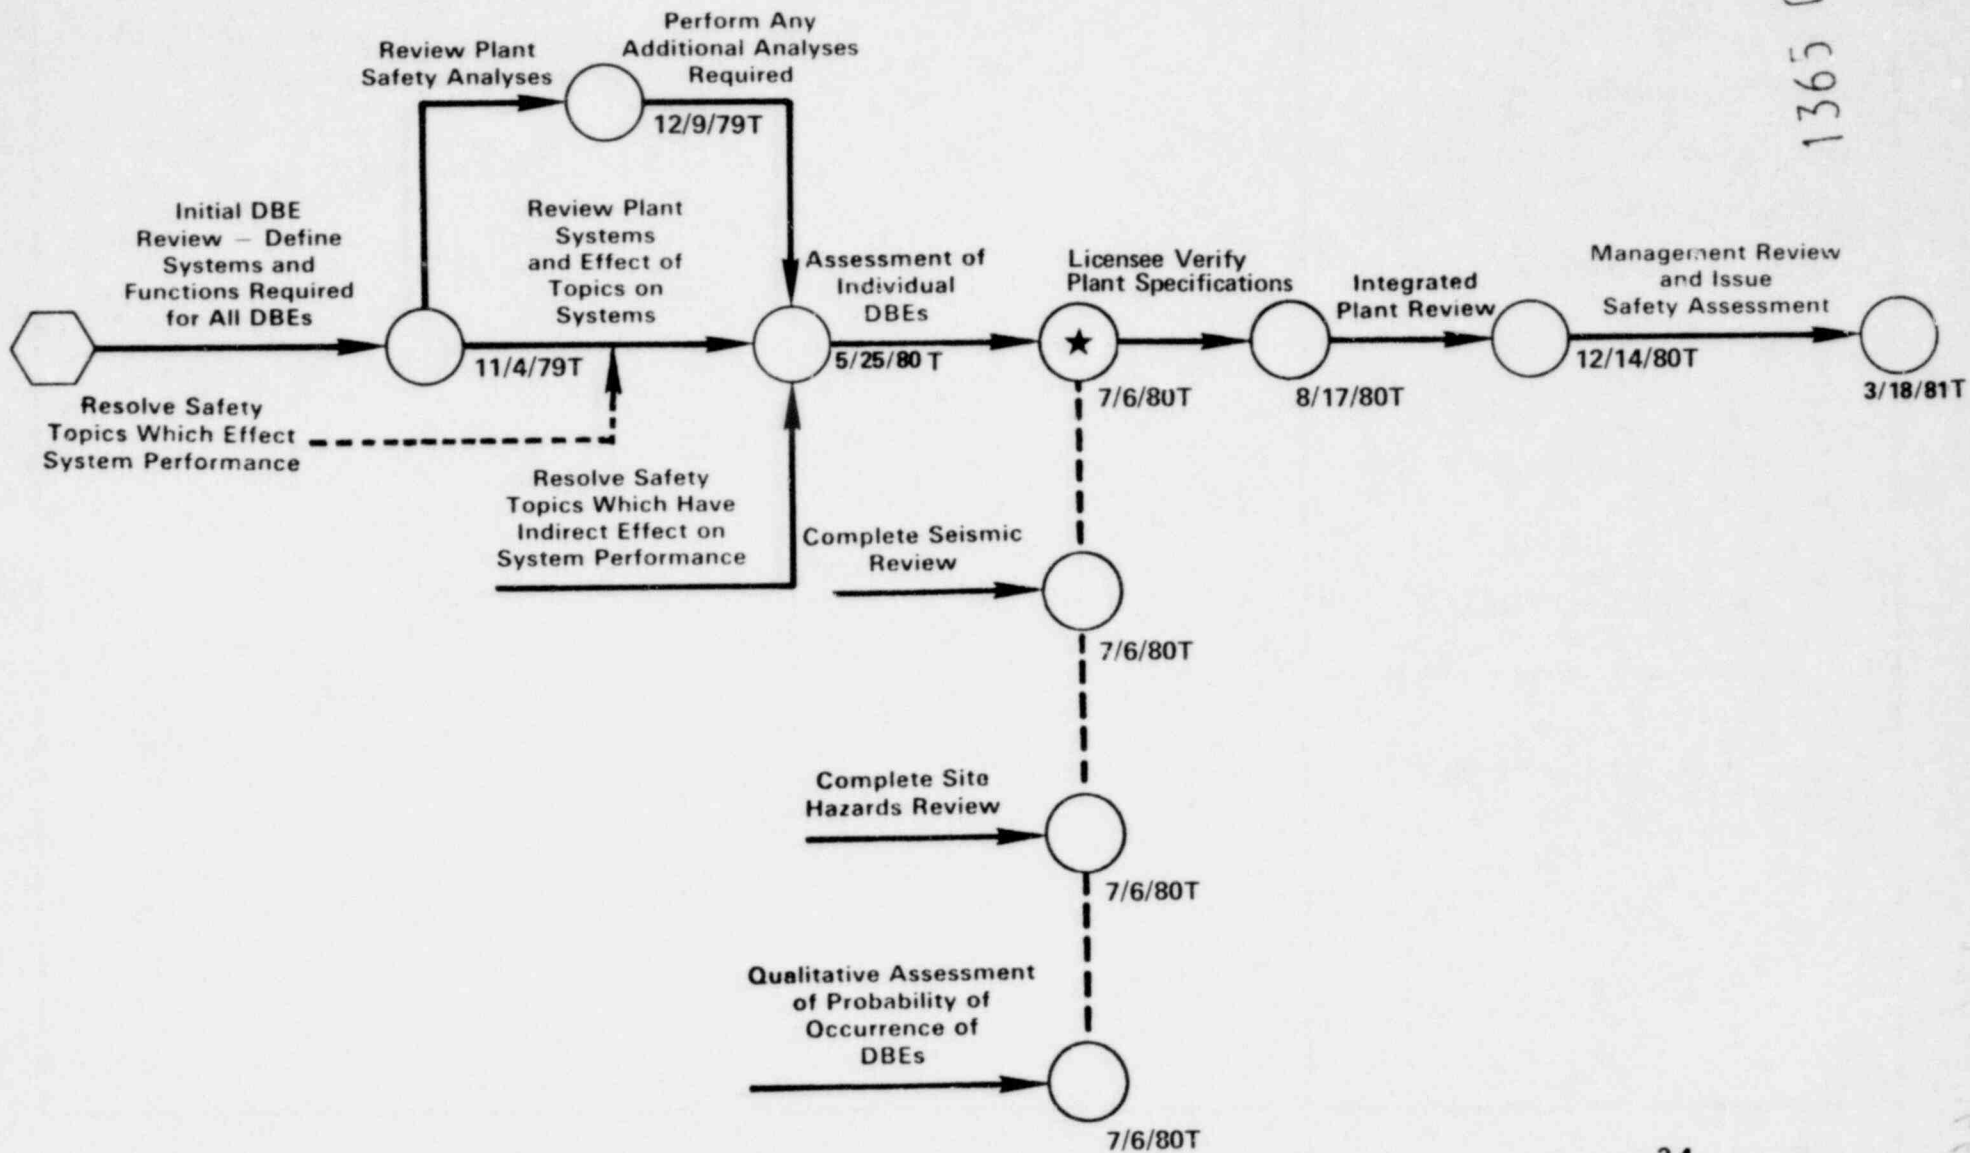 Perform Any
Additional Analyses
Required
Review Plant
Safety Analyses
12/9/79T
1365
Initial DBE
Review — Define
Systems and
Functions Required
for All DBEs
Review Plant
Systems
and Effect of
Topics on
Systems
11/4/79T
Assessment of
Individual
DBEs
5/25/80 T
Licensee Verify
Plant Specifications
7/6/80T
Integrated
Plant Review
8/17/80T
Management Review
and Issue
Safety Assessment
12/14/80T
3/18/81T
Resolve Safety
Topics Which Effect
System Performance
Resolve Safety
Topics Which Have
Indirect Effect on
System Performance
Complete Seismic
Review
7/6/80T
Complete Site
Hazards Review
7/6/80T
Qualitative Assessment
of Probability of
Occurrence of
DBEs
7/6/80T